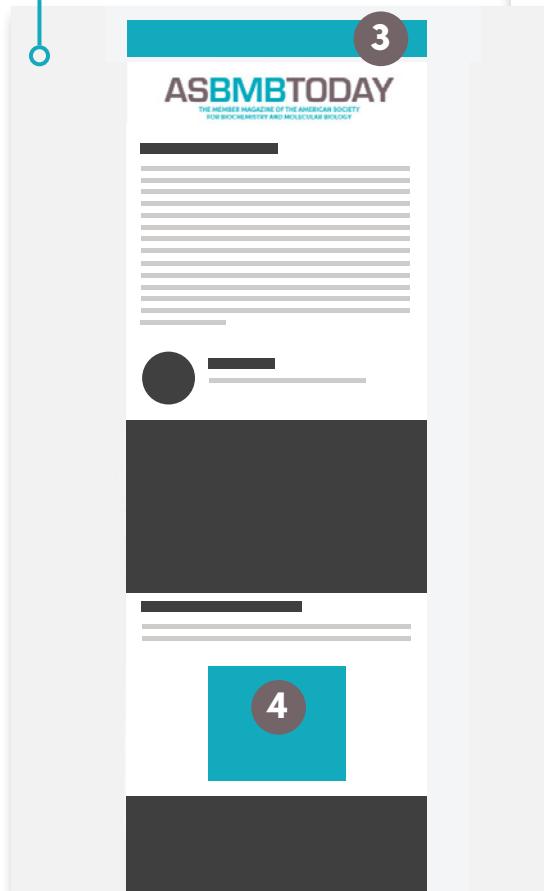 3
ASBMBTODAY
THE MEMBER MAGAZINE OF THE AMERICAN SOCIETY
FOR BIOCHEMISTRY AND MOLECULAR BIOLOGY
4